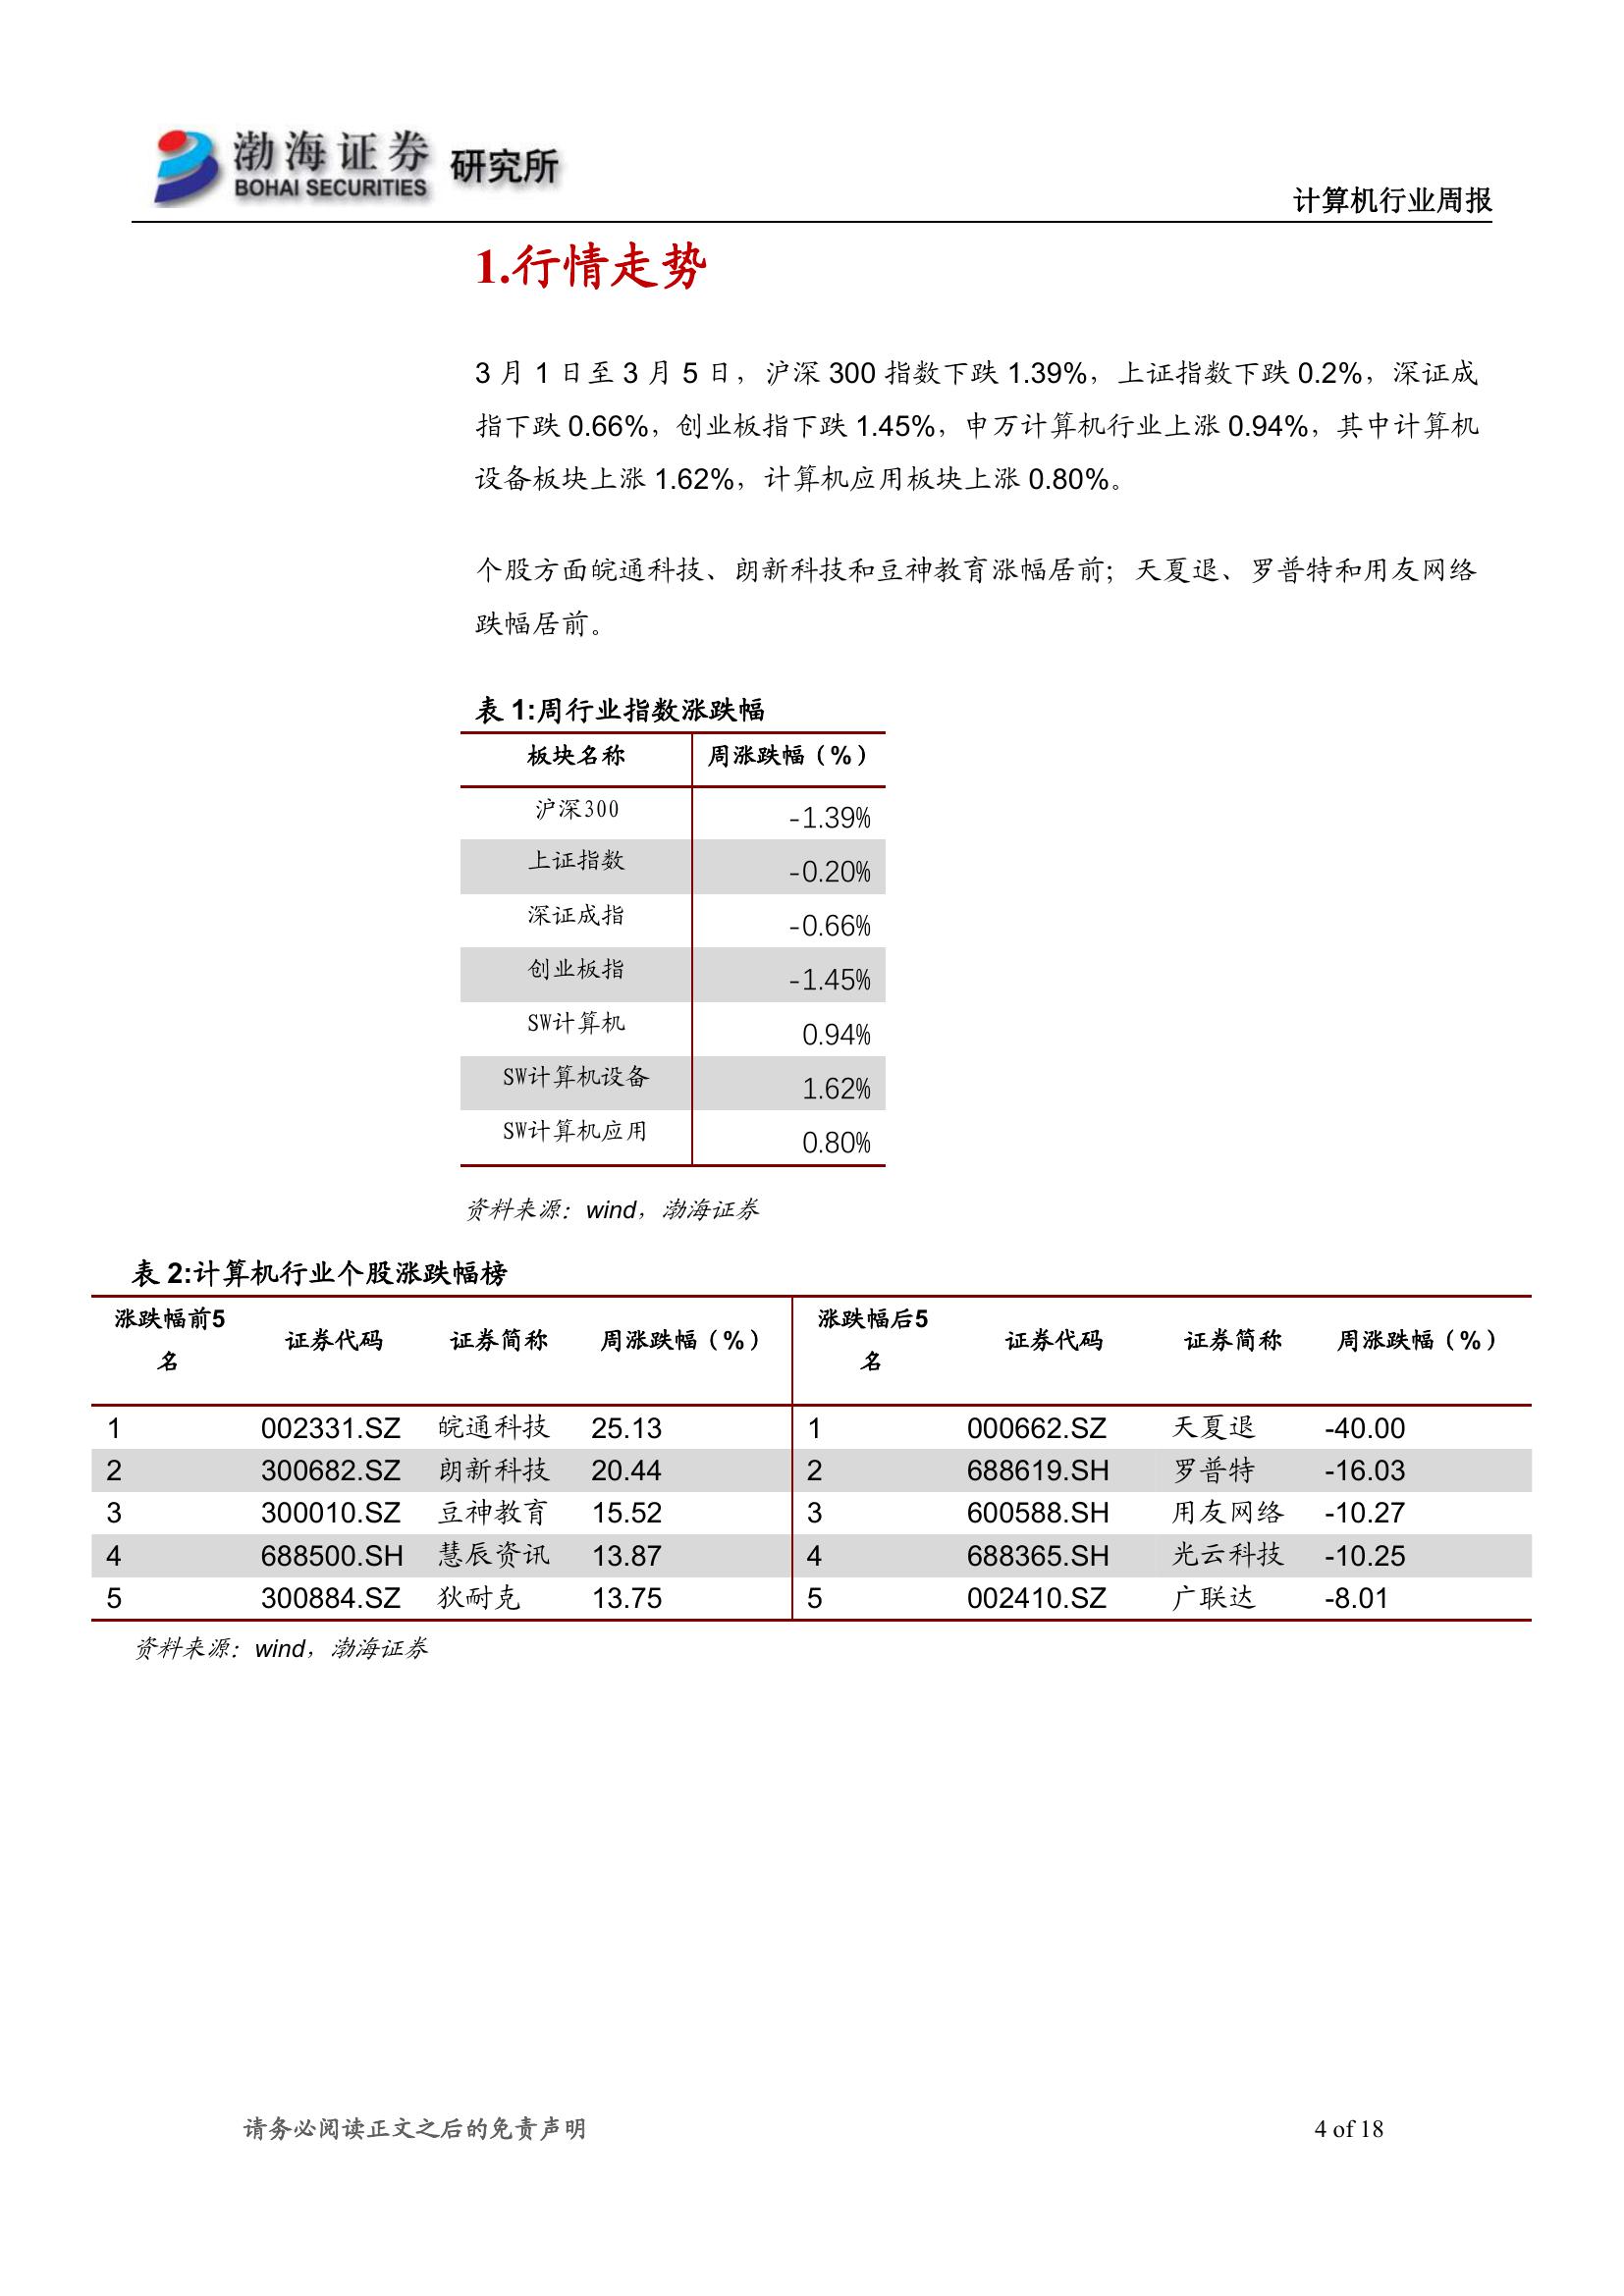 渤海证券
BOHAI SECURITIES
研究所
计算机行业周报
1.行情走势
3 月 1 日至 3 月 5 日，沪深 300 指数下跌 1.39%，上证指数下跌 0.2%，深证成
指下跌 0.66%，创业板指下跌 1.45%，申万计算机行业上涨 0.94%，其中计算机
设备板块上涨 1.62%，计算机应用板块上涨 0.80%。
个股方面皖通科技、朗新科技和豆神教育涨幅居前；天夏退、罗普特和用友网络
跌幅居前。
表 1:周行业指数涨跌幅
板块名称 周涨跌幅（%）
沪深300 -1.39%
上证指数 -0.20%
深证成指 -0.66%
创业板指 -1.45%
SW计算机 0.94%
SW计算机设备 1.62%
SW计算机应用 0.80%
资料来源：wind，渤海证券
表 2:计算机行业个股涨跌幅榜
涨跌幅前5名 证券代码 证券简称 周涨跌幅（%） 涨跌幅后5名 证券代码 证券简称 周涨跌幅（%）
1 002331.SZ 皖通科技 25.13 1 000662.SZ 天夏退 -40.00
2 300682.SZ 朗新科技 20.44 2 688619.SH 罗普特 -16.03
3 300010.SZ 豆神教育 15.52 3 600588.SH 用友网络 -10.27
4 688500.SH 慧辰资讯 13.87 4 688365.SH 光云科技 -10.25
5 300884.SZ 狄耐克 13.75 5 002410.SZ 广联达 -8.01
资料来源：wind，渤海证券
请务必阅读正文之后的免责声明 4 of 18